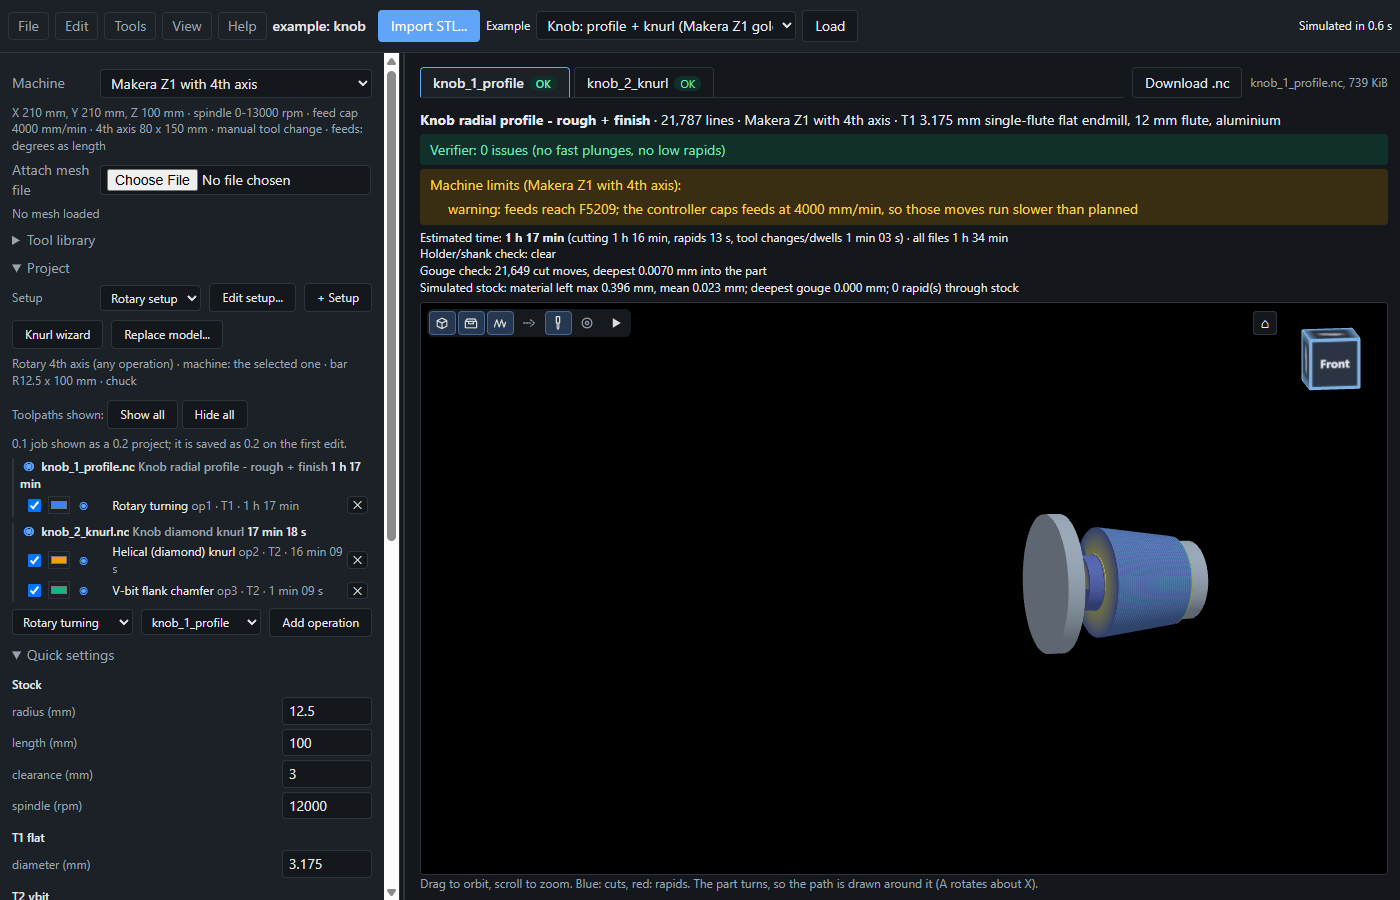 File Edit Tools View Help example: knob Import STL... Example Knob: profile + knurl (Makera Z1 gol Load Simulated in 0.6 s
Machine Makera Z1 with 4th axis
X 210 mm, Y 210 mm, Z 100 mm · spindle 0-13000 rpm · feed cap
4000 mm/min · 4th axis 80 x 150 mm · manual tool change · feeds:
degrees as length
Attach mesh file Choose File No file chosen
No mesh loaded
Tool library
Project
Setup Rotary setup Edit setup... + Setup
Knurl wizard Replace model...
Rotary 4th axis (any operation) · machine: the selected one · bar
R12.5 x 100 mm · chuck
Toolpaths shown: Show all Hide all
0.1 job shown as a 0.2 project; it is saved as 0.2 on the first edit.
knob_1_profile.nc Knob radial profile - rough + finish 1 h 17
min
Rotary turning op1 · T1 · 1 h 17 min
knob_2_knurl.nc Knob diamond knurl 17 min 18 s
Helical (diamond) knurl op2 · T2 · 16 min 09
s
V-bit flank chamfer op3 · T2 · 1 min 09 s
Rotary turning knob_1_profile Add operation
Quick settings
Stock
radius (mm) 12.5
length (mm) 100
clearance (mm) 3
spindle (rpm) 12000
T1 flat
diameter (mm) 3.175
T2 vbit
knob_1_profile OK knob_2_knurl OK Download .nc knob_1_profile.nc, 739 KiB
Knob radial profile - rough + finish · 21,787 lines · Makera Z1 with 4th axis · T1 3.175 mm single-flute flat endmill, 12 mm flute, aluminium
Verifier: 0 issues (no fast plunges, no low rapids)
Machine limits (Makera Z1 with 4th axis):
warning: feeds reach F5209; the controller caps feeds at 4000 mm/min, so those moves run slower than planned
Estimated time: 1 h 17 min (cutting 1 h 16 min, rapids 13 s, tool changes/dwells 1 min 03 s) · all files 1 h 34 min
Holder/shank check: clear
Gouge check: 21,649 cut moves, deepest 0.0070 mm into the part
Simulated stock: material left max 0.396 mm, mean 0.023 mm; deepest gouge 0.000 mm; 0 rapid(s) through stock
Front
Drag to orbit, scroll to zoom. Blue: cuts, red: rapids. The part turns, so the path is drawn around it (A rotates about X).